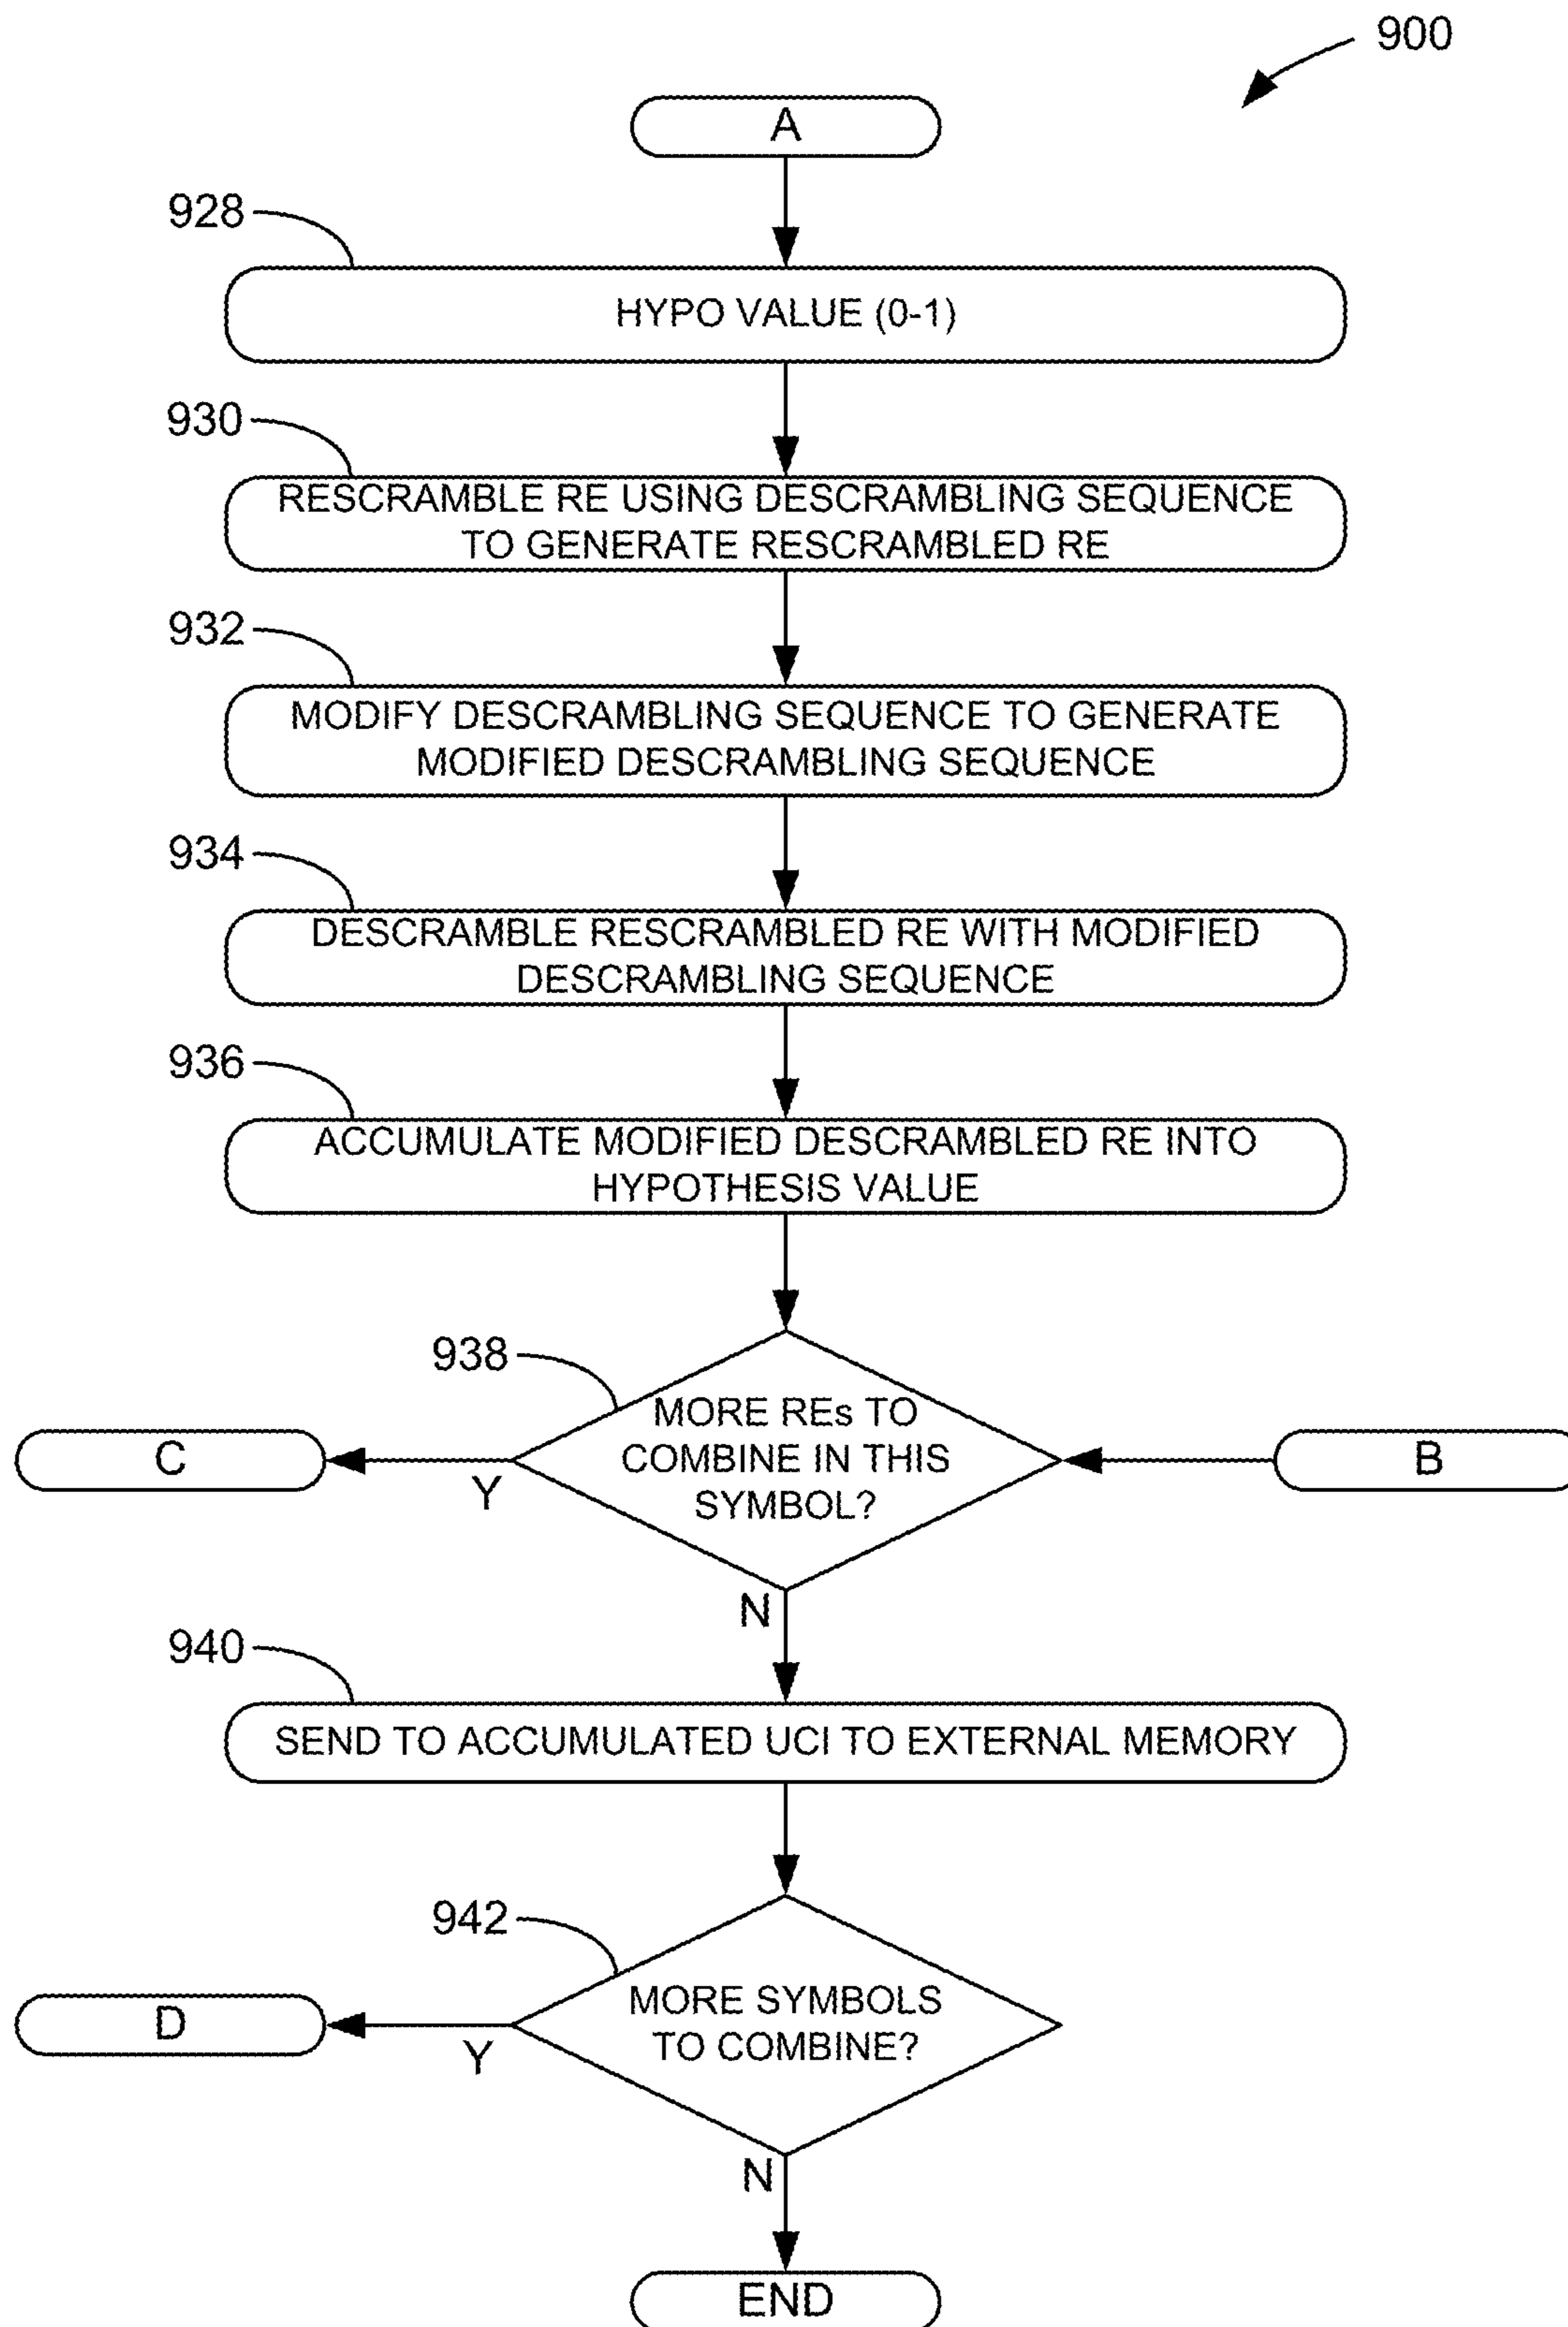 900
A
928
HYPO VALUE (0-1)
930
RESCRAMBLE RE USING DESCRAMBLING SEQUENCE
TO GENERATE RESCRAMBLED RE
932
MODIFY DESCRAMBLING SEQUENCE TO GENERATE
MODIFIED DESCRAMBLING SEQUENCE
934
DESCRAMBLE RESCRAMBLED RE WITH MODIFIED
DESCRAMBLING SEQUENCE
936
ACCUMULATE MODIFIED DESCRAMBLED RE INTO
HYPOTHESIS VALUE
938
MORE REs TO
COMBINE IN THIS
SYMBOL?
C
Y
B
N
940
SEND TO ACCUMULATED UCI TO EXTERNAL MEMORY
942
MORE SYMBOLS
TO COMBINE?
D
Y
N
END